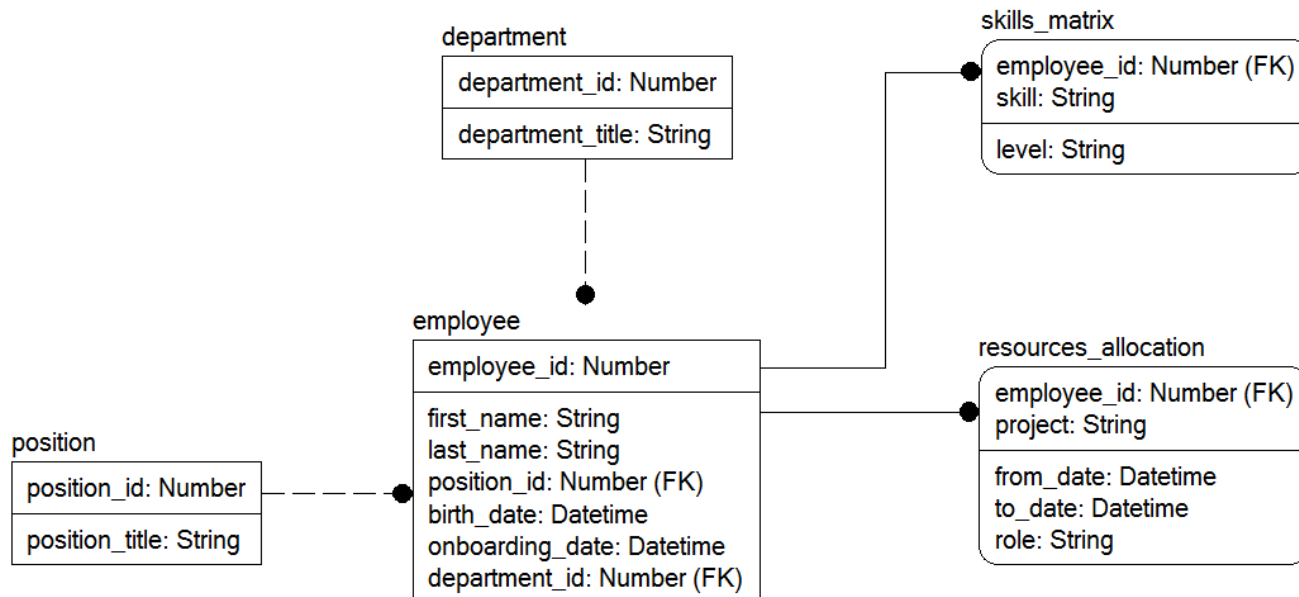 department
department_id: Number
department_title: String
skills_matrix
employee_id: Number (FK)
skill: String
level: String
employee
employee_id: Number
first_name: String
last_name: String
position_id: Number (FK)
birth_date: Datetime
onboarding_date: Datetime
department_id: Number (FK)
resources_allocation
employee_id: Number (FK)
project: String
from_date: Datetime
to_date: Datetime
role: String
position
position_id: Number
position_title: String